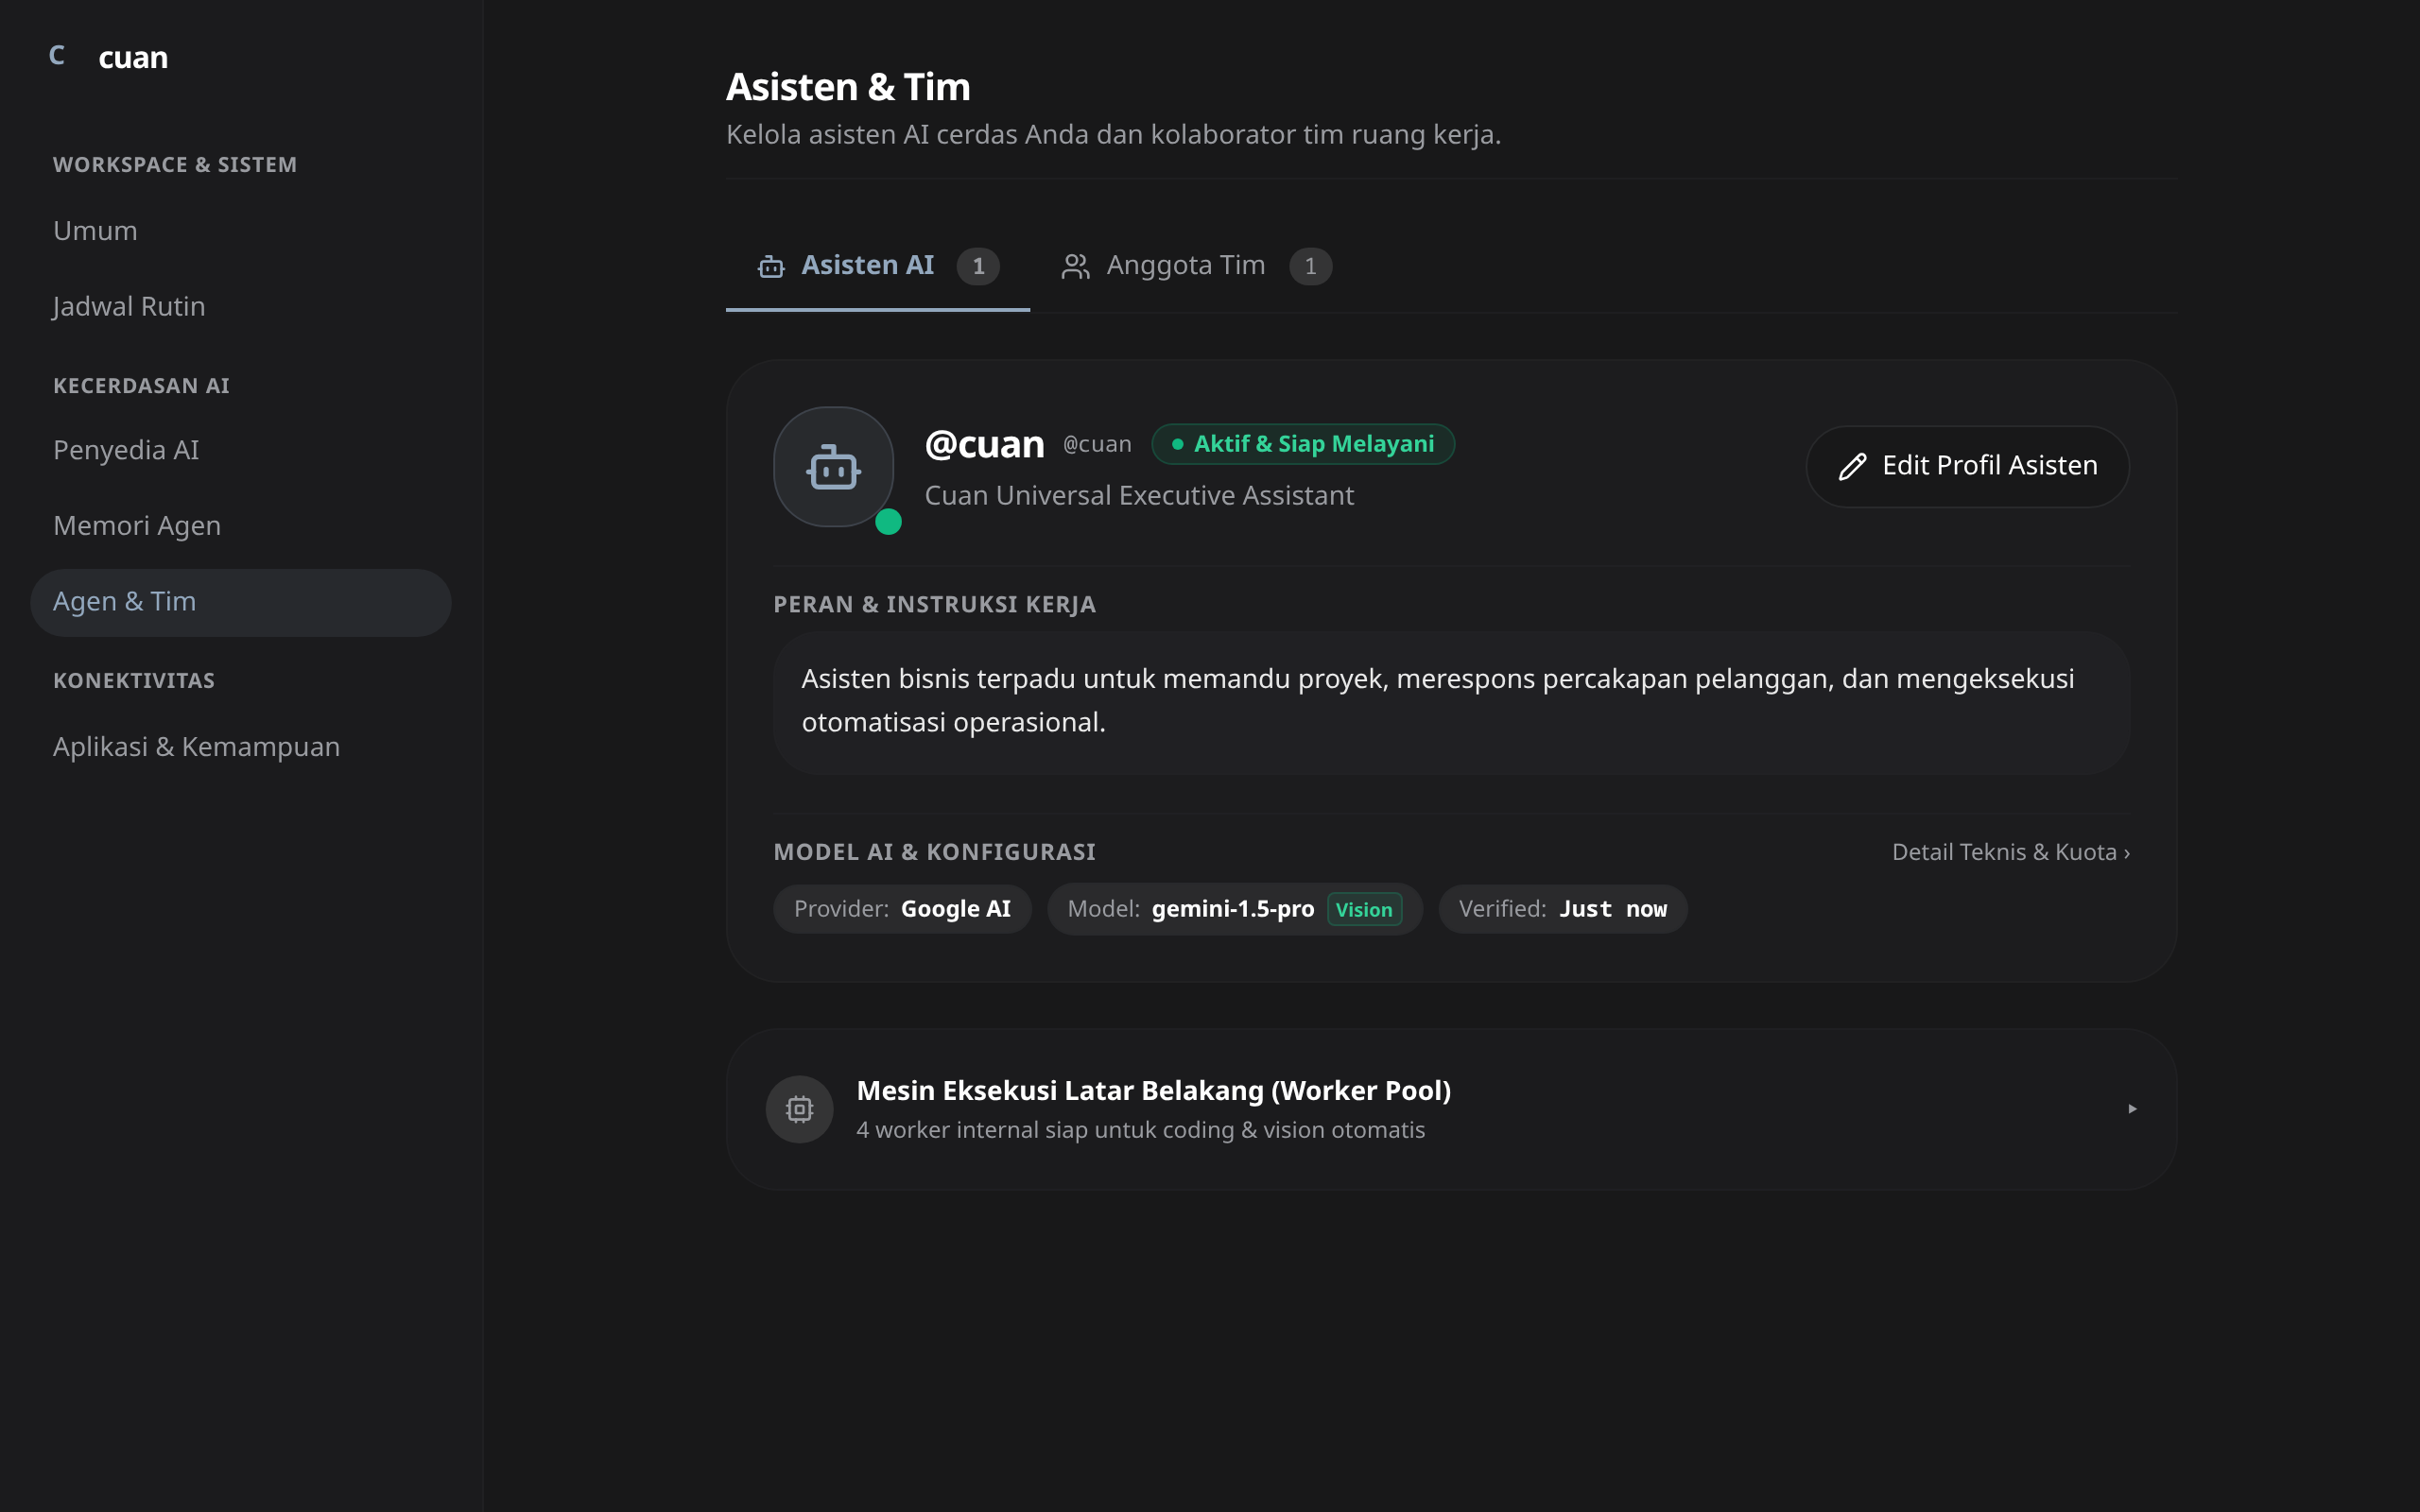 C cuan
WORKSPACE & SISTEM
Umum
Jadwal Rutin
KECERDASAN AI
Penyedia AI
Memori Agen
Agen & Tim
KONEKTIVITAS
Aplikasi & Kemampuan
Asisten & Tim
Kelola asisten AI cerdas Anda dan kolaborator tim ruang kerja.
Asisten AI 1 Anggota Tim 1
@cuan @cuan Aktif & Siap Melayani
Cuan Universal Executive Assistant
Edit Profil Asisten
PERAN & INSTRUKSI KERJA
Asisten bisnis terpadu untuk memandu proyek, merespons percakapan pelanggan, dan mengeksekusi
otomatisasi operasional.
MODEL AI & KONFIGURASI Detail Teknis & Kuota ›
Provider: Google AI Model: gemini-1.5-pro Vision Verified: Just now
Mesin Eksekusi Latar Belakang (Worker Pool)
4 worker internal siap untuk coding & vision otomatis